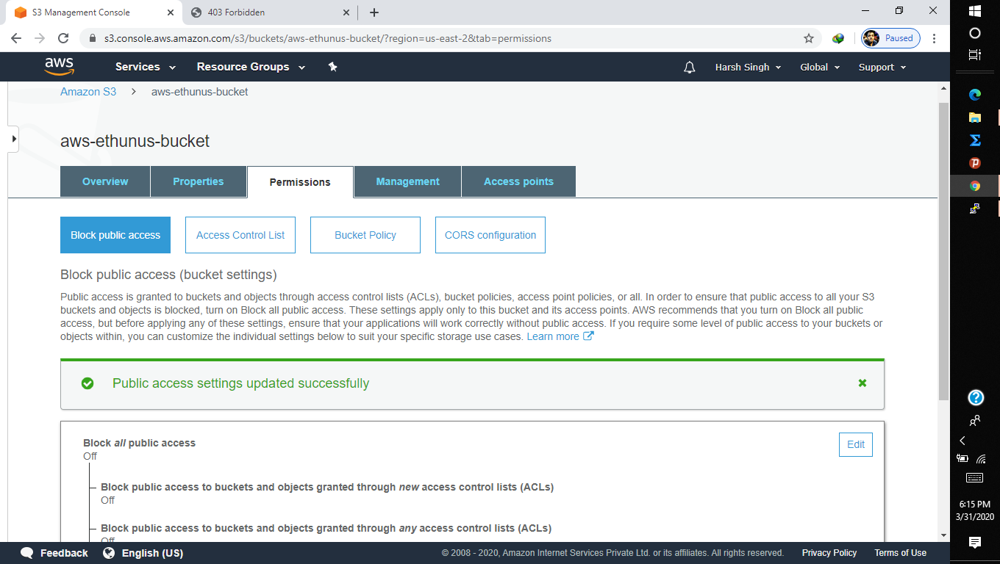 S3 Management Console
403 Forbidden
s3.console.aws.amazon.com/s3/buckets/aws-ethunus-bucket/?region=us-east-2&tab=permissions
Paused
aws
Services
Resource Groups
Harsh Singh
Global
Support
Amazon S3
aws-ethunus-bucket
aws-ethunus-bucket
Overview
Properties
Permissions
Management
Access points
Block public access
Access Control List
Bucket Policy
CORS configuration
Block public access (bucket settings)
Public access is granted to buckets and objects through access control lists (ACLs), bucket policies, access point policies, or all. In order to ensure that public access to all your S3
buckets and objects is blocked, turn on Block all public access. These settings apply only to this bucket and its access points. AWS recommends that you turn on Block all public
access, but before applying any of these settings, ensure that your applications will work correctly without public access. If you require some level of public access to your buckets or
objects within, you can customize the individual settings below to suit your specific storage use cases. Learn more
Public access settings updated successfully
Block all public access
Edit
Off
Block public access to buckets and objects granted through new access control lists (ACLs)
Off
Block public access to buckets and objects granted through any access control lists (ACLs)
Off
6:15 PM
3/31/2020
Feedback
English (US)
© 2008 - 2020, Amazon Internet Services Private Ltd. or its affiliates. All rights reserved.
Privacy Policy
Terms of Use